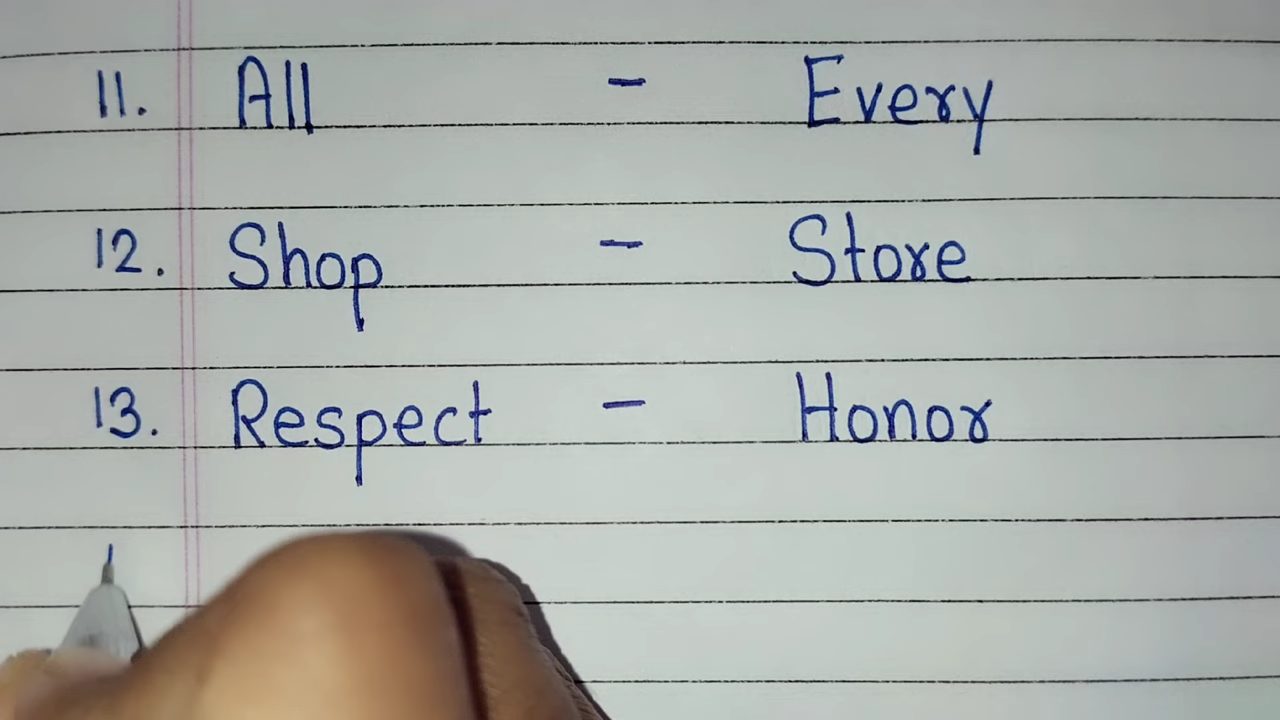 11. All - Every
12. Shop - Store
13. Respect - Honor